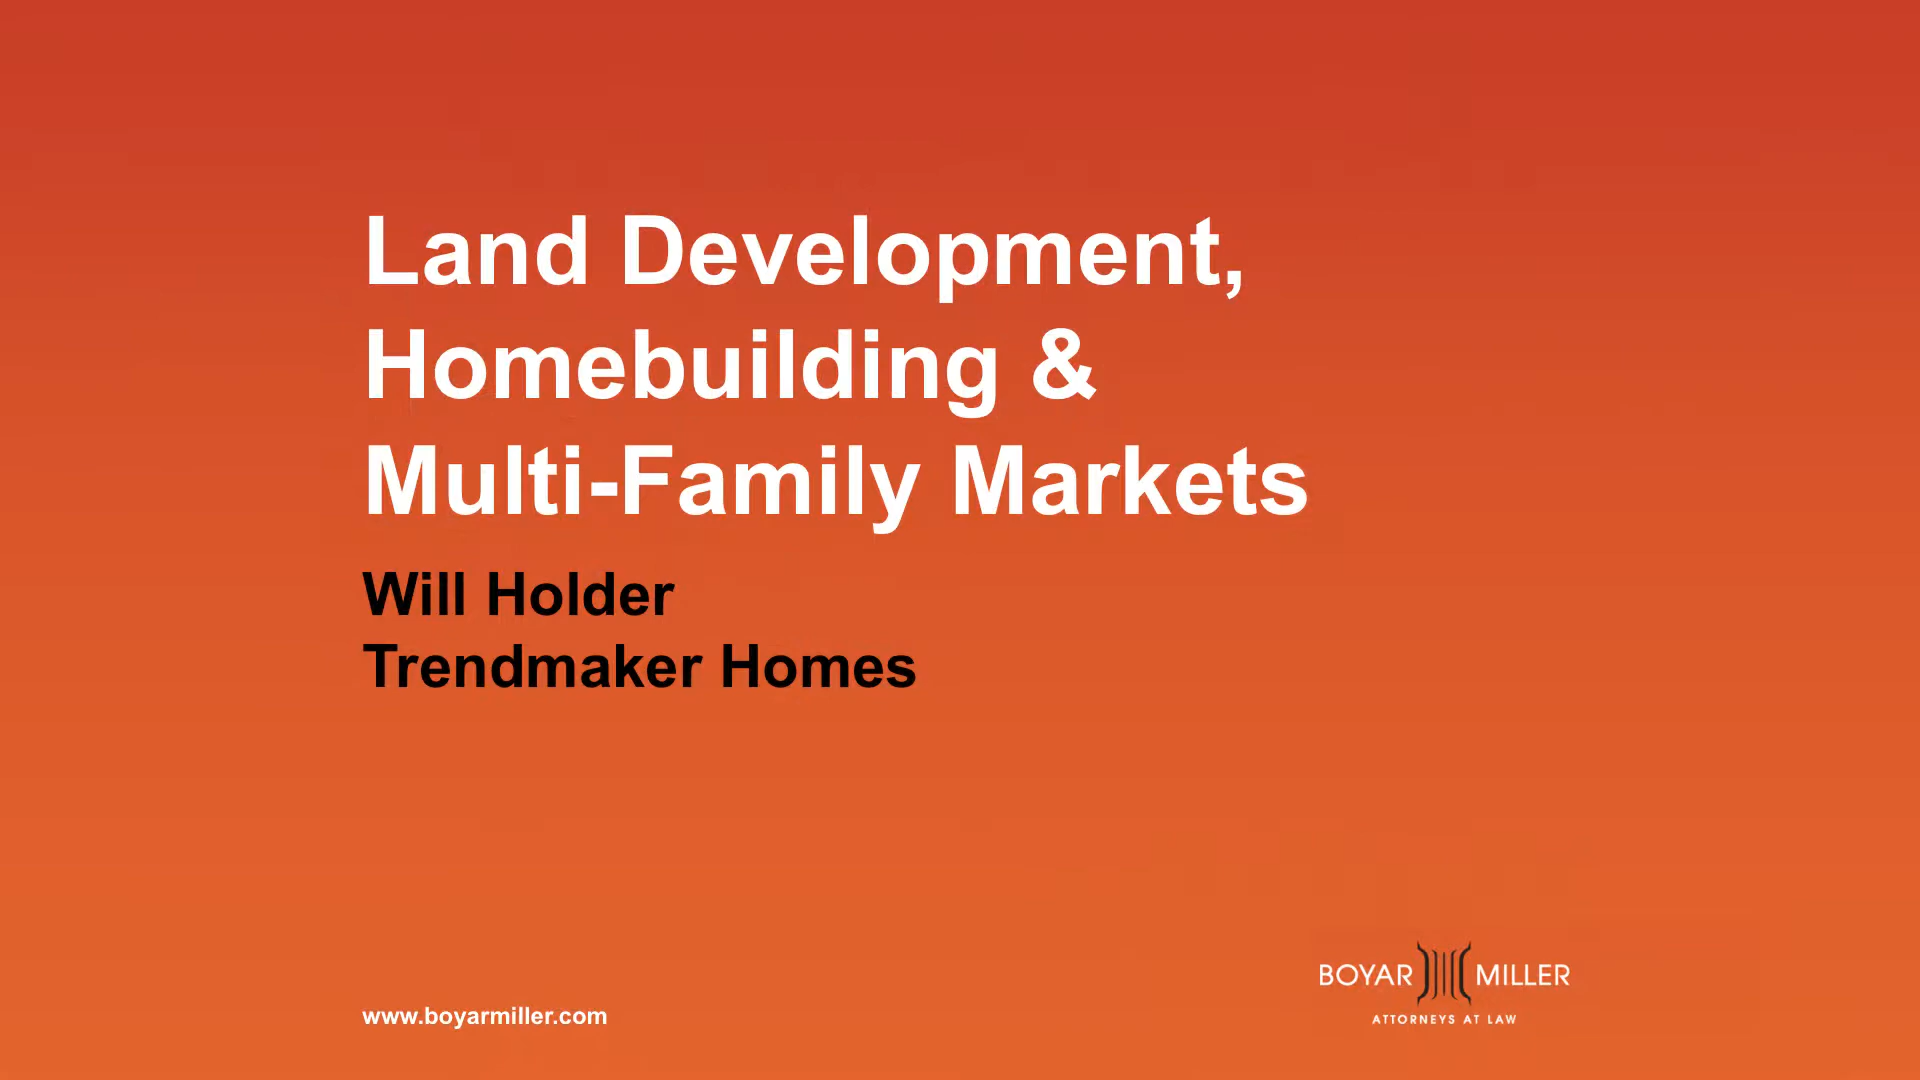 Land Development,
Homebuilding &
Multi-Family Markets
Will Holder
Trendmaker Homes
www.boyarmiller.com
BOYAR MILLER
ATTORNEYS AT LAW